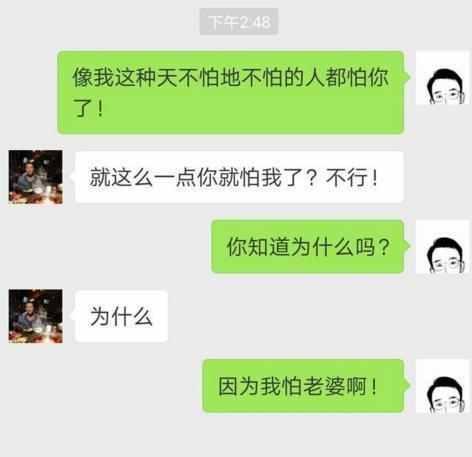 下午2:48
像我这种天不怕地不怕的人都怕你
了!
就这么一点你就怕我了?不行!
你知道为什么吗?
为什么
因为我怕老婆啊!